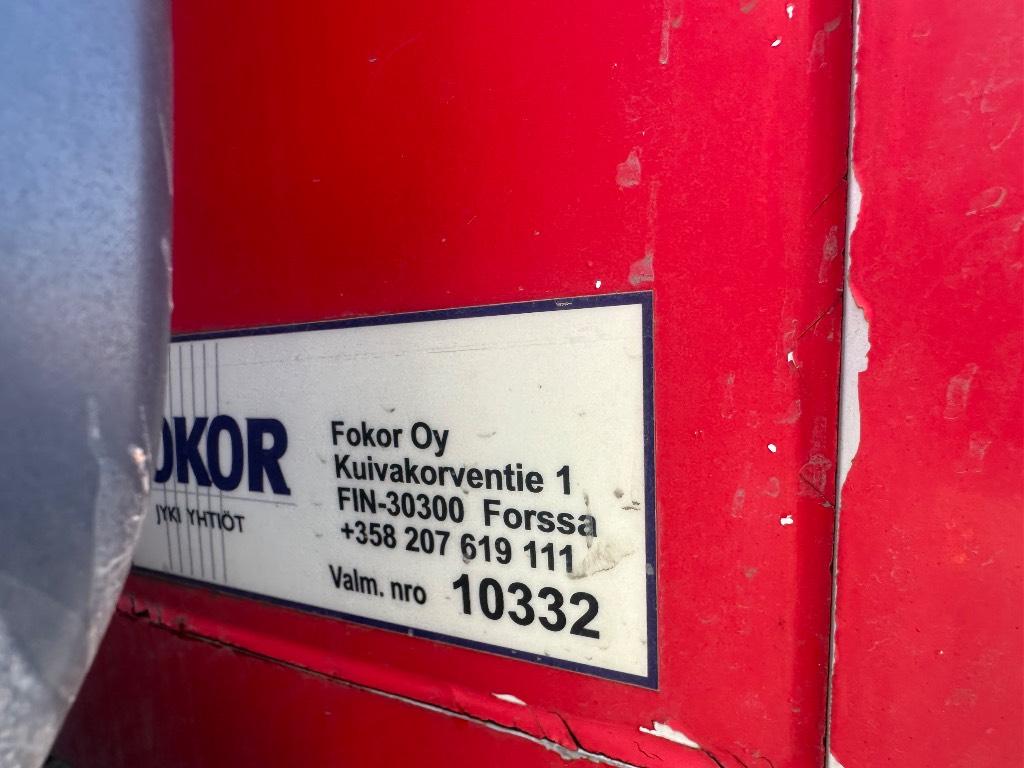 OKOR
JYKI YHTIÖT
Fokor Oy
Kuivakorventie 1
FIN-30300 Forssa
+358 207 619 111
Valm. nro 10332